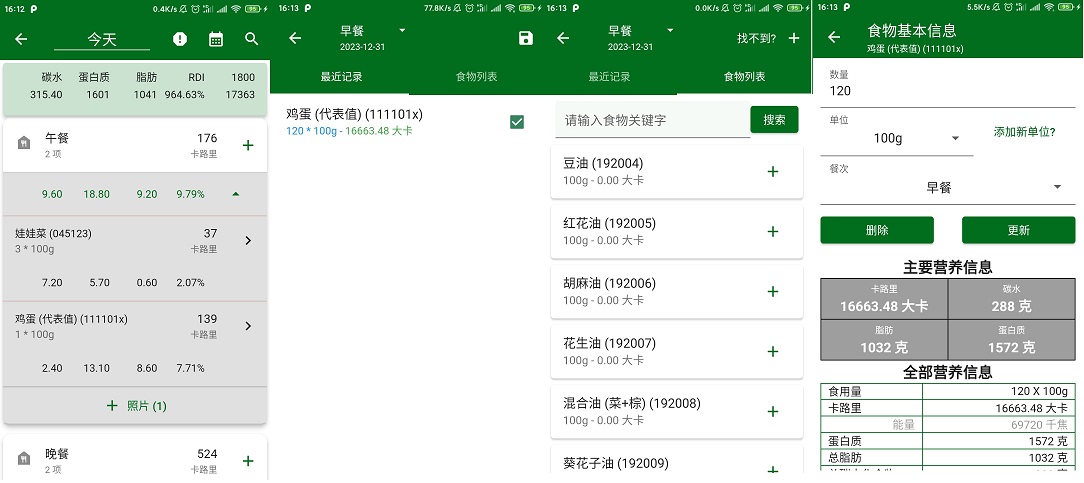 16:12
0.4K/s
95
今天
碳水 蛋白质 脂肪 RDI 1800
315.40 1601 1041 964.63% 17363
午餐 176
2 项 卡路里
9.60 18.80 9.20 9.79%
娃娃菜 (045123) 37
3 * 100g 卡路里
7.20 5.70 0.60 2.07%
鸡蛋 (代表值) (111101x) 139
1 * 100g 卡路里
2.40 13.10 8.60 7.71%
+ 照片 (1)
晚餐 524
2 项 卡路里
16:13
77.8K/s
95
早餐
2023-12-31
最近记录 食物列表
鸡蛋 (代表值) (111101x)
120 * 100g - 16663.48 大卡
16:13
0.0K/s
95
早餐
2023-12-31
找不到? +
最近记录 食物列表
请输入食物关键字 搜索
豆油 (192004)
100g - 0.00 大卡
红花油 (192005)
100g - 0.00 大卡
胡麻油 (192006)
100g - 0.00 大卡
花生油 (192007)
100g - 0.00 大卡
混合油 (菜+棕) (192008)
100g - 0.00 大卡
葵花子油 (192009)
16:13
5.5K/s
95
食物基本信息
鸡蛋 (代表值) (111101x)
数量
120
单位
100g 添加新单位?
餐次
早餐
删除 更新
主要营养信息
卡路里 碳水
16663.48 大卡 288 克
脂肪 蛋白质
1032 克 1572 克
全部营养信息
食用量 120 X 100g
卡路里 16663.48 大卡
能量 69720 千焦
蛋白质 1572 克
总脂肪 1032 克